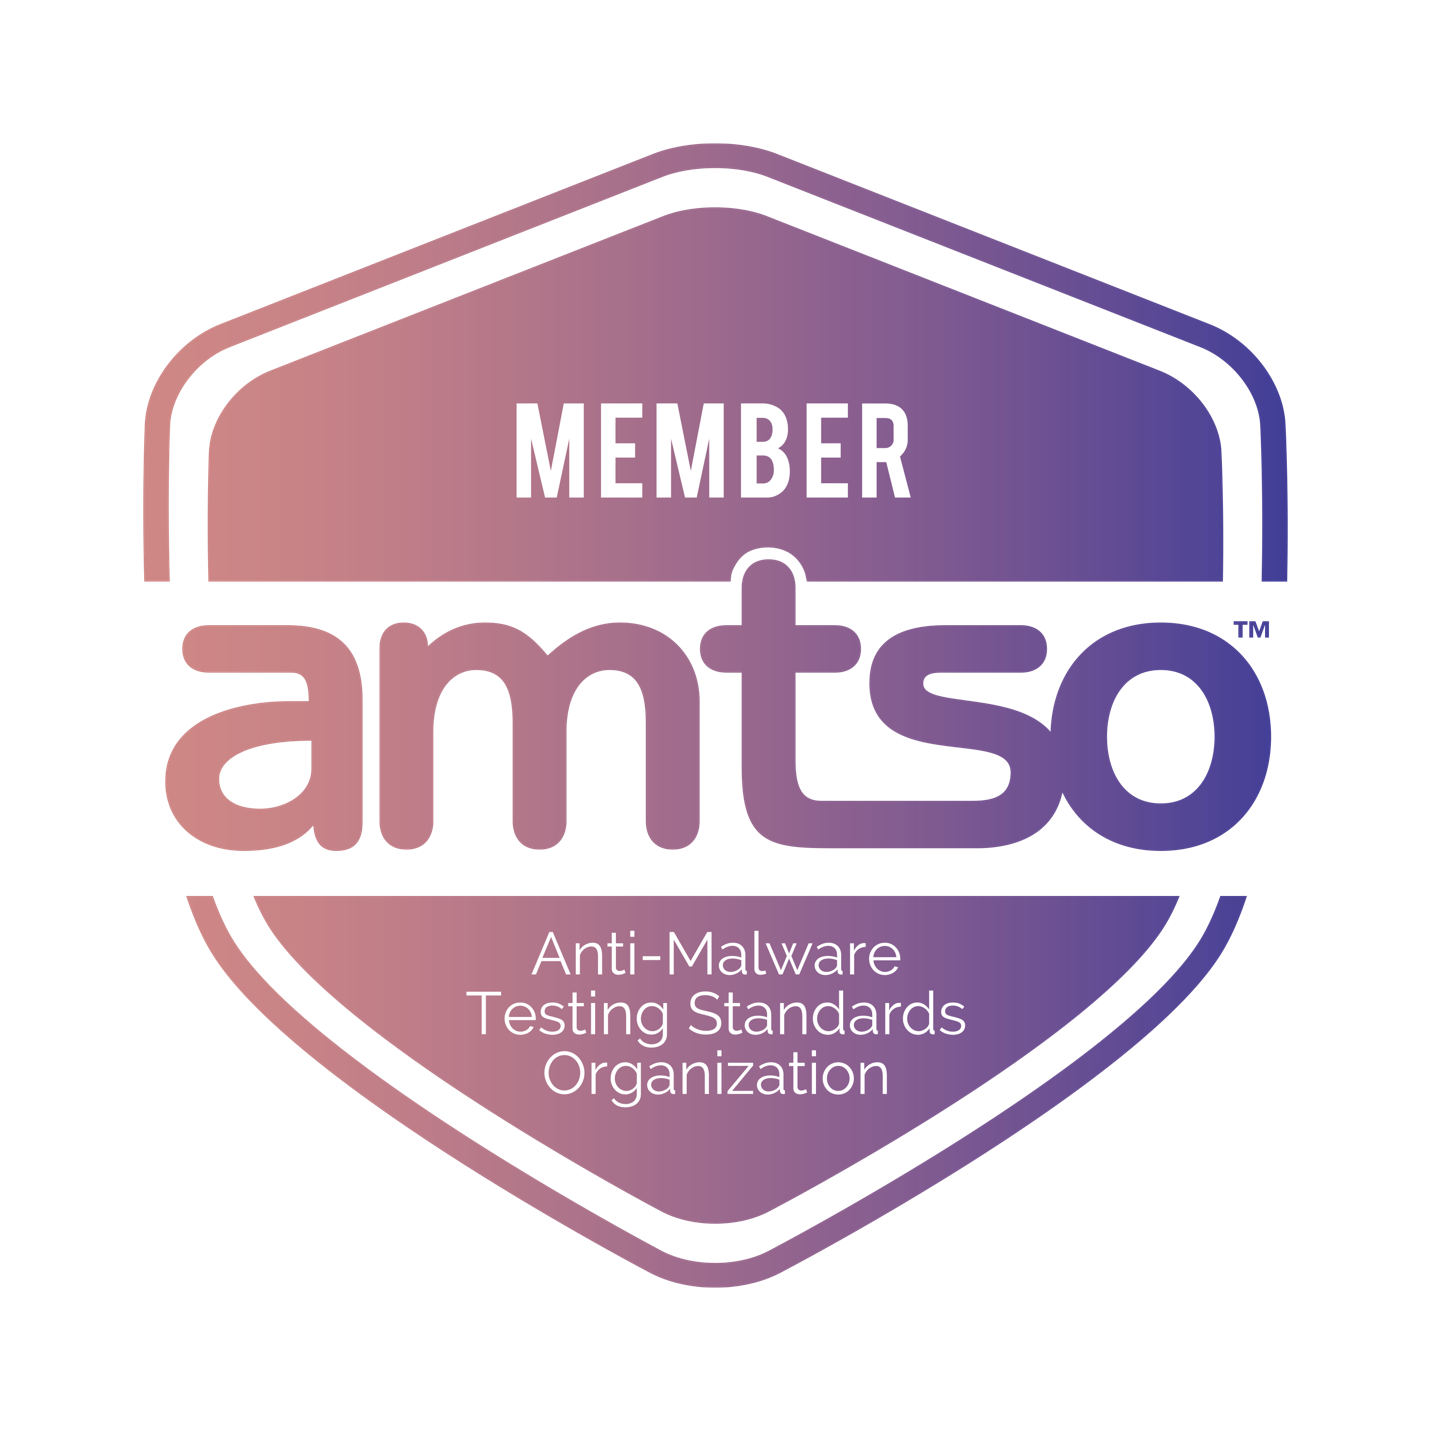 MEMBER
amtso™
Anti-Malware
Testing Standards
Organization